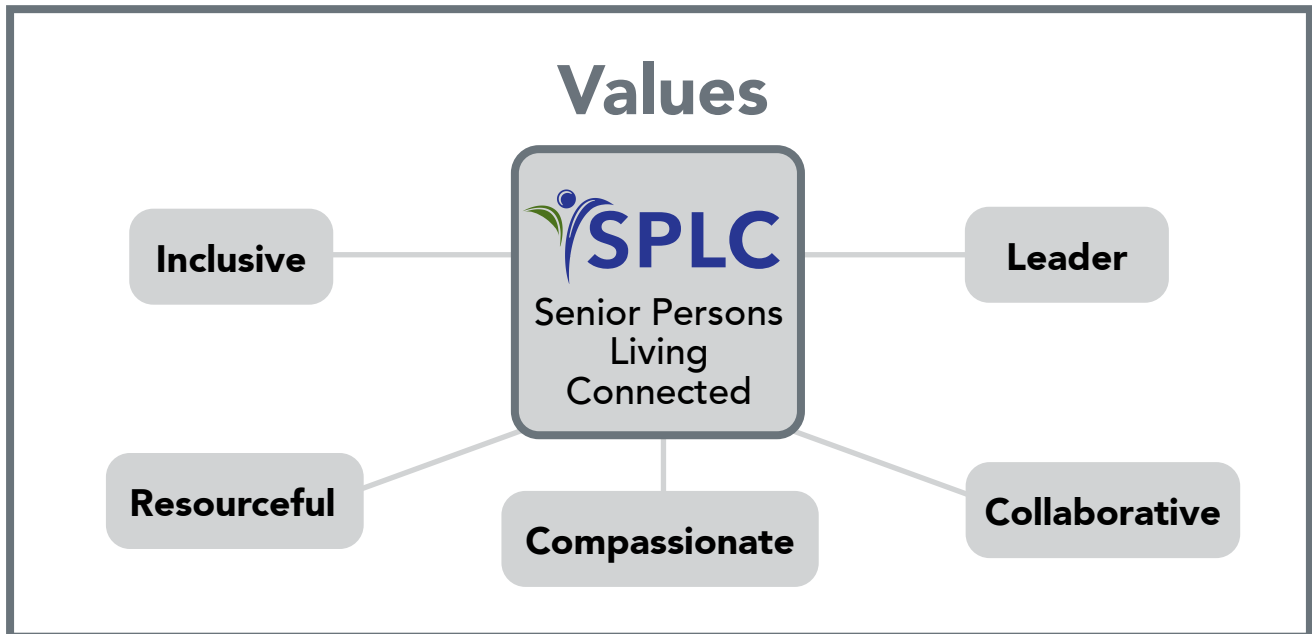 Values
SPLC
Senior Persons
Living
Connected
Inclusive
Leader
Resourceful
Compassionate
Collaborative